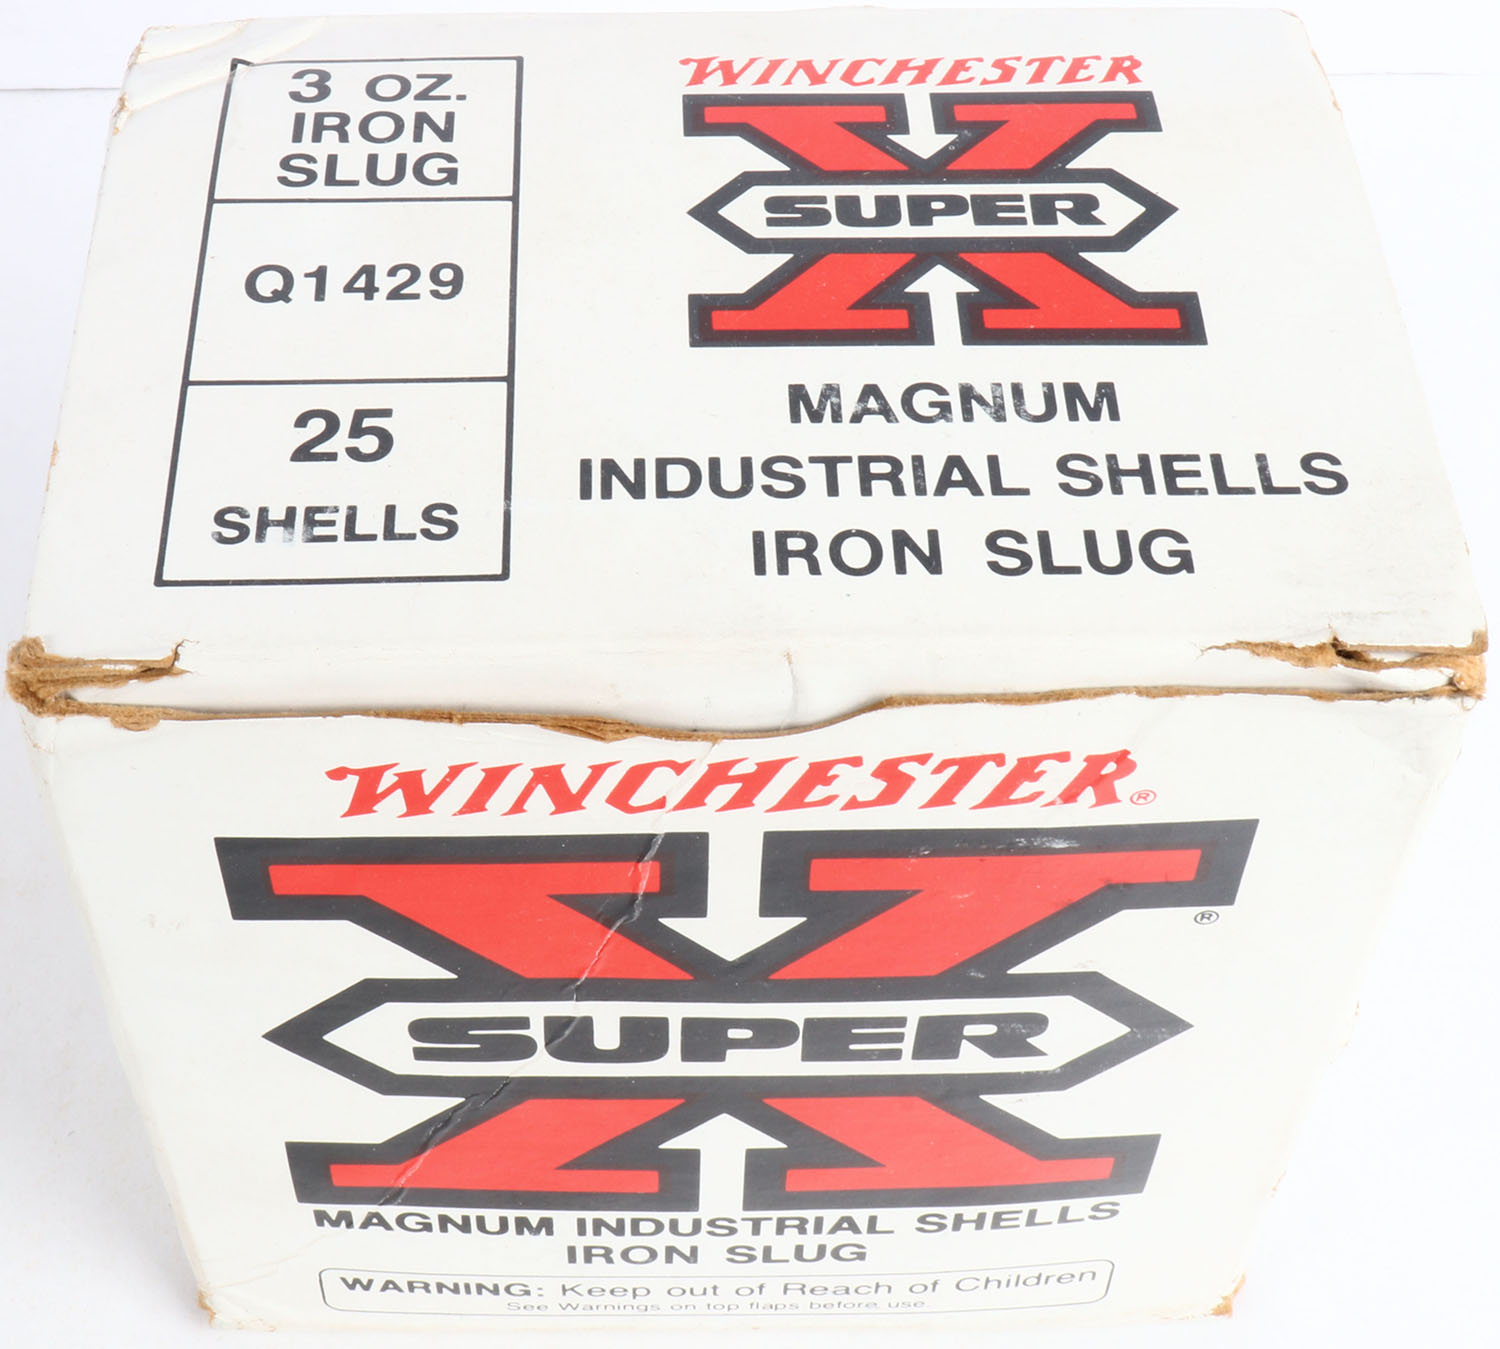 3 OZ.
IRON
SLUG
Q1429
25
SHELLS
WINCHESTER
SUPER X
MAGNUM
INDUSTRIAL SHELLS
IRON SLUG
WINCHESTER®
SUPER X ®
MAGNUM INDUSTRIAL SHELLS
IRON SLUG
WARNING: Keep out of Reach of Children
See Warnings on top flaps before use.